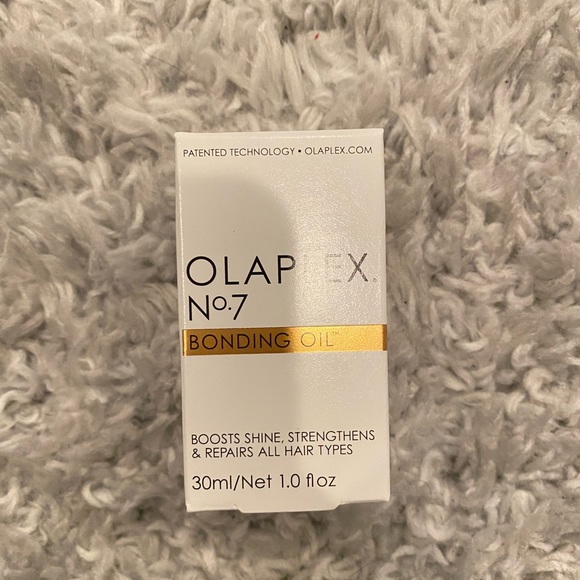 PATENTED TECHNOLOGY • OLAPLEX.COM
OLAPLEX.
Nº.7
BONDING OIL™
BOOSTS SHINE, STRENGTHENS
& REPAIRS ALL HAIR TYPES
30ml/Net 1.0 fl oz